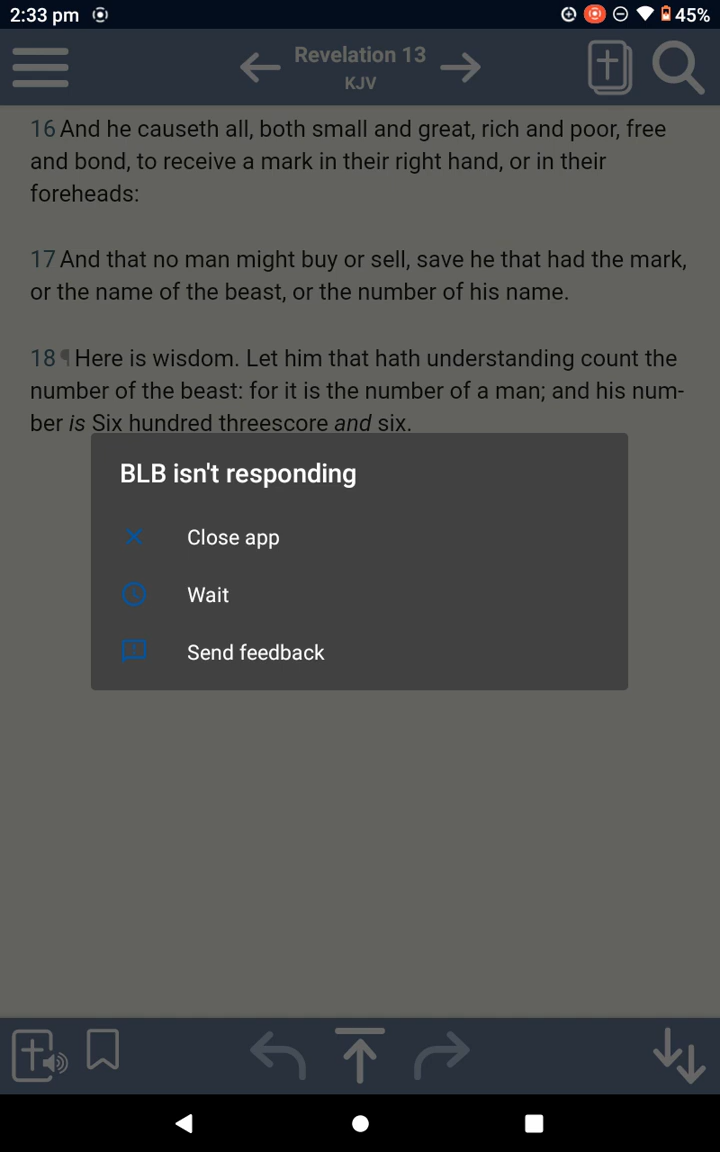 2:33 pm
45%
Revelation 13
KJV
16 And he causeth all, both small and great, rich and poor, free
and bond, to receive a mark in their right hand, or in their
foreheads:
17 And that no man might buy or sell, save he that had the mark,
or the name of the beast, or the number of his name.
18 ¶ Here is wisdom. Let him that hath understanding count the
number of the beast: for it is the number of a man; and his num-
ber is Six hundred threescore and six.
BLB isn't responding
Close app
Wait
Send feedback